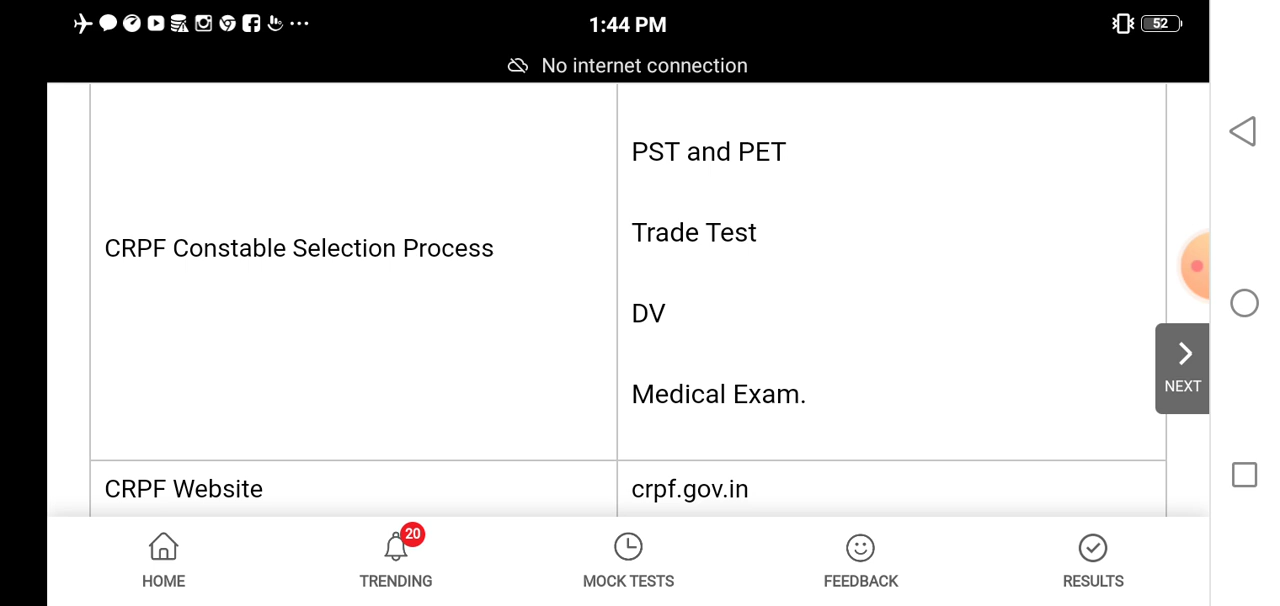 1:44 PM
52
No internet connection
CRPF Constable Selection Process
PST and PET
Trade Test
DV
Medical Exam.
NEXT
CRPF Website
crpf.gov.in
20
HOME
TRENDING
MOCK TESTS
FEEDBACK
RESULTS